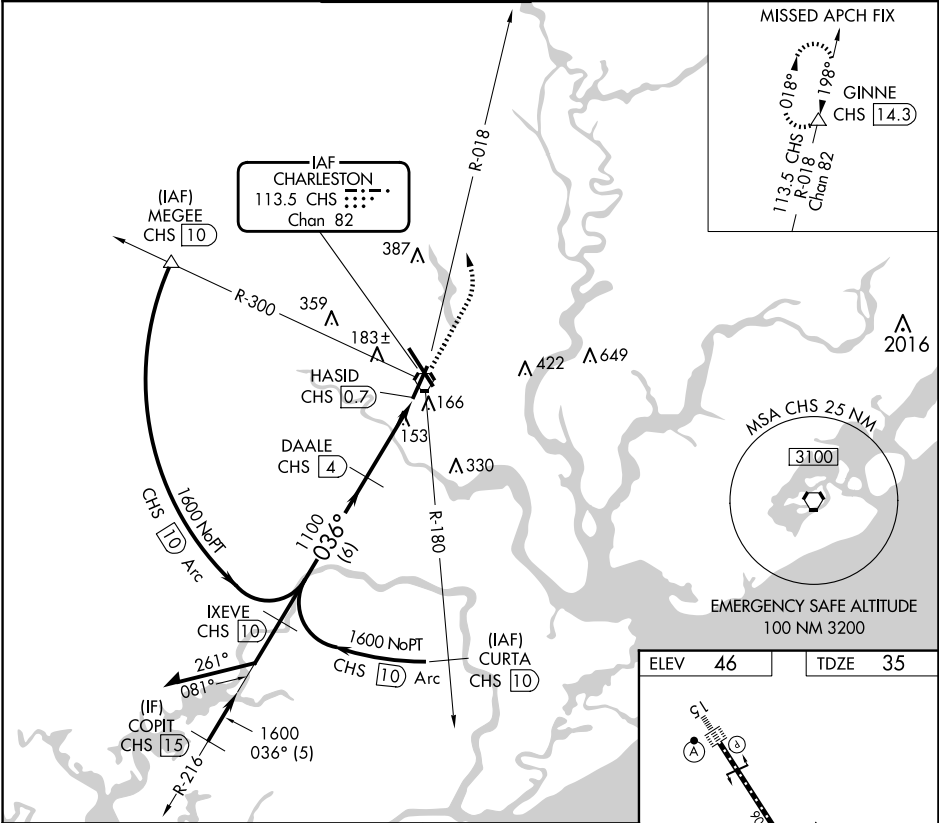 MISSED APCH FIX
018°
198°
GINNE
CHS 14.3
113.5 CHS
R-018
Chan 82
R-018
IAF
CHARLESTON
113.5 CHS
Chan 82
(IAF)
MEGEE
CHS 10
387
R-300
359
183±
2016
422
649
HASID
CHS 0.7
166
153
MSA CHS 25 NM
3100
DAALE
CHS 4
330
1600 NoPT
CHS 10 Arc
1100
036°
(6)
R-180
EMERGENCY SAFE ALTITUDE
100 NM 3200
IXEVE
CHS 10
1600 NoPT
CHS 10 Arc
(IAF)
CURTA
CHS 10
261°
081°
(IF)
COPIT
CHS 15
1600
036° (5)
R-216
ELEV 46
TDZE 35
15
A
P